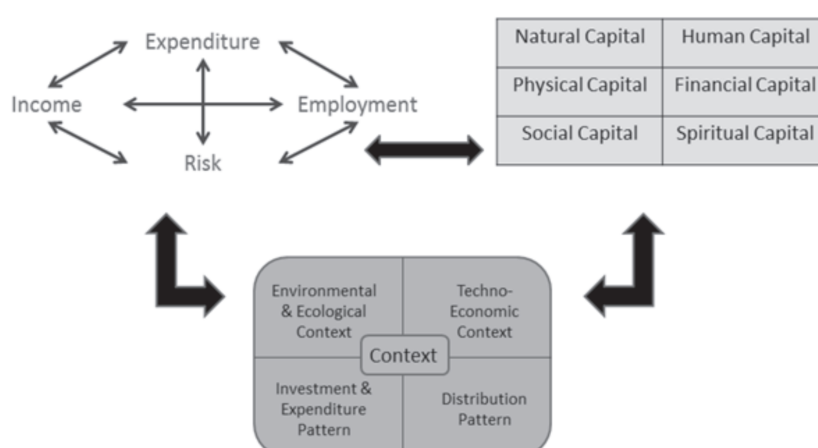 Expenditure
Income
Employment
Risk
Natural Capital
Human Capital
Physical Capital
Financial Capital
Social Capital
Spiritual Capital
Environmental
& Ecological
Context
Techno-
Economic
Context
Context
Investment &
Expenditure
Pattern
Distribution
Pattern